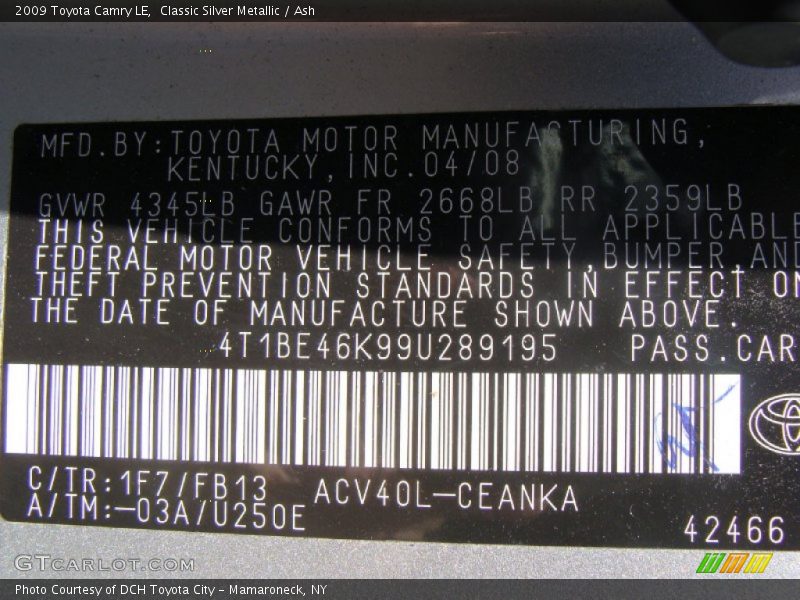 2009 Toyota Camry LE,  Classic Silver Metallic / Ash
MFD.BY:TOYOTA MOTOR MANUFACTURING,
KENTUCKY,INC.04/08
GVWR 4345LB GAWR FR 2668LB RR 2359LB
THIS VEHICLE CONFORMS TO ALL APPLICABLE
FEDERAL MOTOR VEHICLE SAFETY,BUMPER,AND
THEFT PREVENTION STANDARDS IN EFFECT ON
THE DATE OF MANUFACTURE SHOWN ABOVE.
4T1BE46K99U289195 PASS.CAR
C/TR:1F7/FB13 ACV40L-CEANKA
A/TM:-03A/U250E
42466
GTCARLOT.COM
Photo Courtesy of DCH Toyota City - Mamaroneck, NY